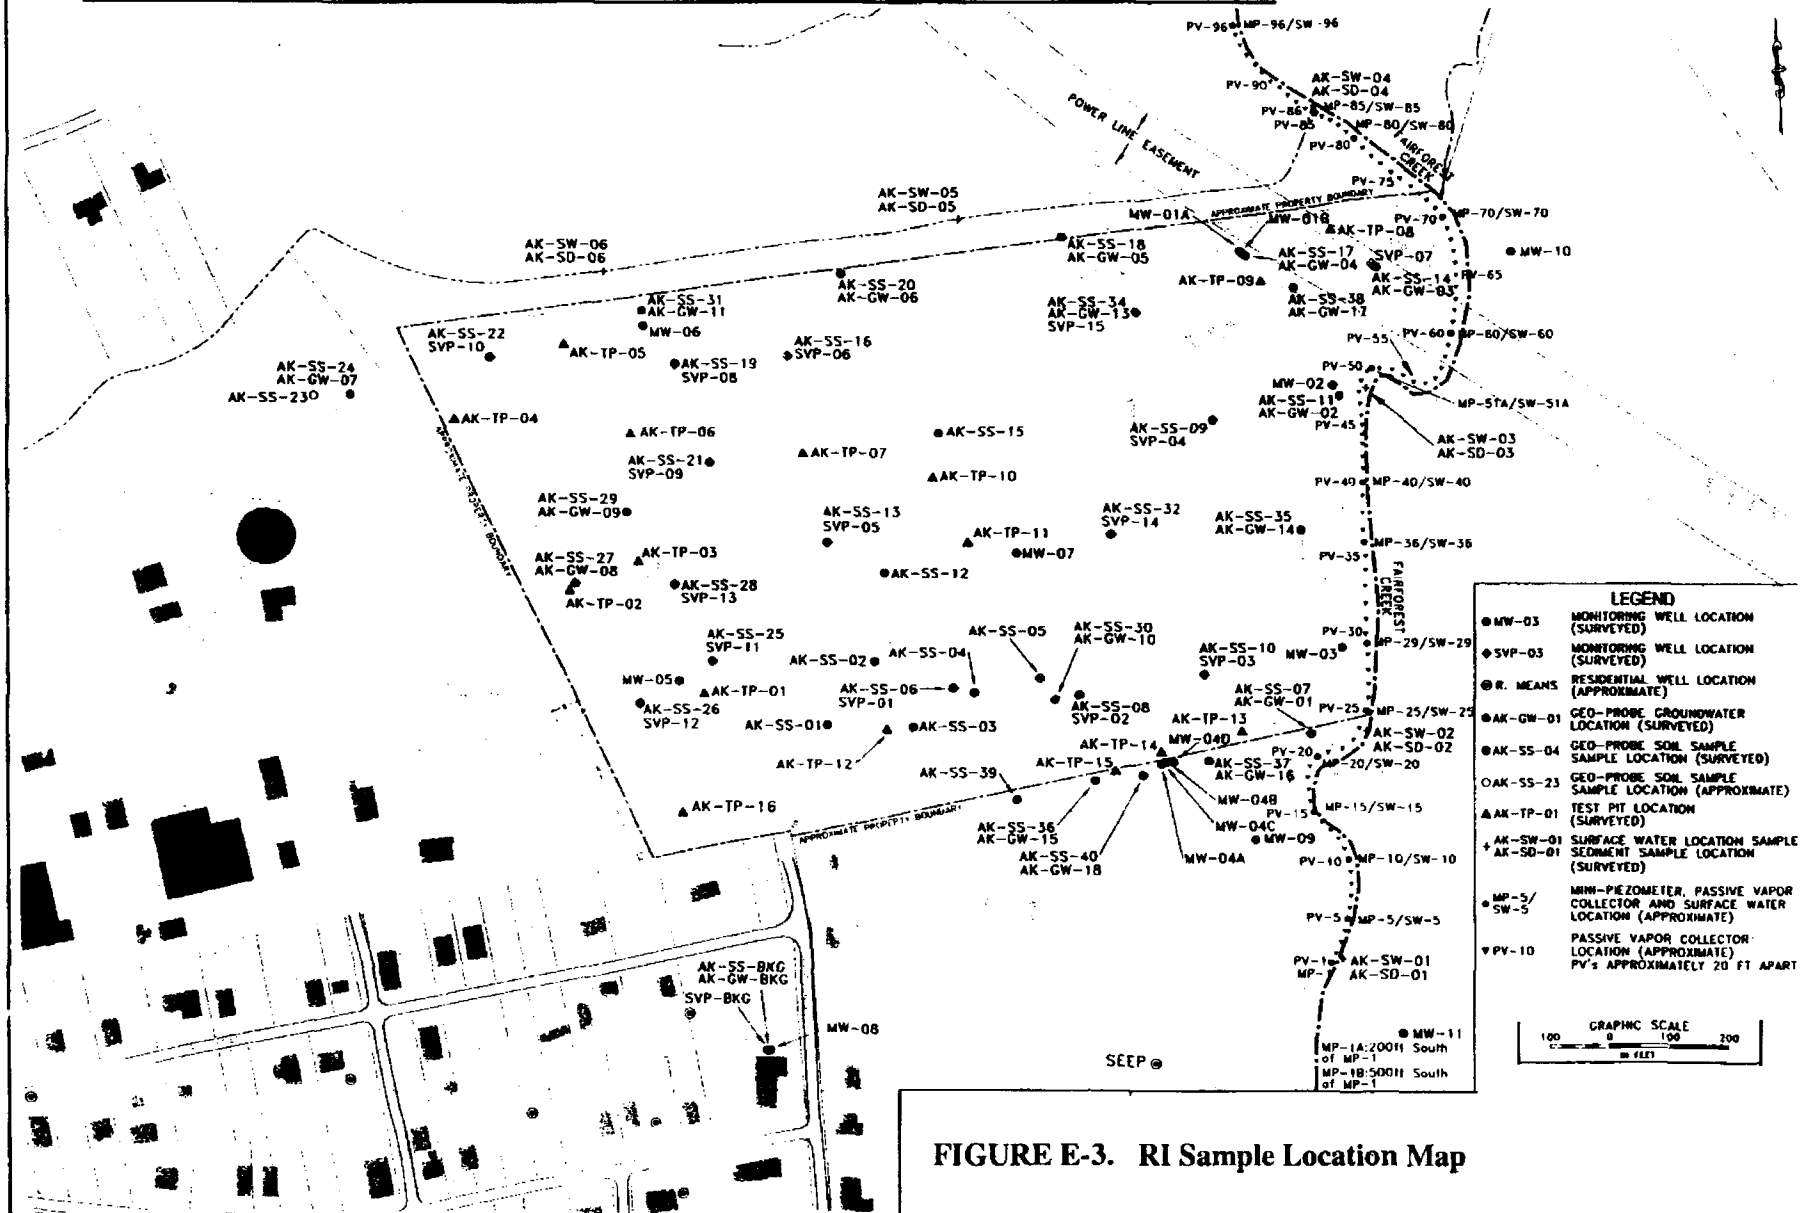 PV-96 MP-96/SW-96
PV-90
AK-SW-04
AK-SD-04
PV-86 MP-85/SW-85
PV-85
MP-80/SW-80
PV-80
POWER LINE EASEMENT
FAIRFOREST
CREEK
PV-75
AK-SW-05
AK-SD-05
APPROXIMATE PROPERTY BOUNDARY
MW-01A
MW-01B
PV-70 MP-70/SW-70
AK-TP-08
MW-10
AK-SW-06
AK-SD-06
AK-SS-18
AK-GW-05
AK-SS-17
AK-GW-04
SVP-07
AK-SS-14
AK-GW-03
PV-65
AK-TP-09
AK-SS-20
AK-GW-06
AK-SS-31
AK-GW-11
MW-06
AK-SS-34
AK-GW-13
SVP-15
AK-SS-38
AK-GW-17
AK-SS-22
SVP-10
AK-TP-05
AK-SS-16
SVP-06
AK-SS-19
SVP-08
PV-60 MP-60/SW-60
PV-55
PV-50
AK-SS-24
AK-GW-07
AK-SS-23
MW-02
AK-SS-11
AK-GW-02
MP-51A/SW-51A
AK-TP-04
APPROXIMATE PROPERTY BOUNDARY
AK-TP-06
AK-SS-15
AK-SS-09
SVP-04
PV-45
AK-SW-03
AK-SD-03
AK-TP-07
AK-SS-21
SVP-09
AK-TP-10
PV-40 MP-40/SW-40
AK-SS-29
AK-GW-09
AK-SS-13
SVP-05
AK-SS-32
SVP-14
AK-SS-35
AK-GW-14
AK-TP-11
MW-07
MP-36/SW-36
PV-35
AK-SS-27
AK-GW-08
AK-TP-03
AK-SS-12
AK-TP-02
AK-SS-28
SVP-13
FAIRFOREST
CREEK
AK-SS-25
SVP-11
AK-SS-05
AK-SS-30
AK-GW-10
PV-30
MP-29/SW-29
AK-SS-02
AK-SS-04
AK-SS-10
SVP-03
MW-03
MW-05
AK-TP-01
AK-SS-06
SVP-01
AK-SS-07
AK-GW-01
AK-SS-26
SVP-12
AK-SS-01
AK-SS-03
AK-SS-08
SVP-02
AK-TP-13
PV-25 MP-25/SW-25
AK-SW-02
AK-SD-02
AK-TP-12
AK-TP-14
MW-04D
PV-20
MP-20/SW-20
AK-SS-39
AK-TP-15
AK-SS-37
AK-GW-16
AK-TP-16
MW-04B
MP-15/SW-15
PV-15
APPROXIMATE PROPERTY BOUNDARY
AK-SS-36
AK-GW-15
MW-04C
MW-09
AK-SS-40
AK-GW-18
MW-04A
PV-10 MP-10/SW-10
PV-5 MP-5/SW-5
PV-1
MP-1
AK-SW-01
AK-SD-01
AK-SS-BKG
AK-GW-BKG
SVP-BKG
MW-08
MW-11
SEEP
MP-1A:200ft South
of MP-1
MP-1B:500ft South
of MP-1
LEGEND
MW-03 MONITORING WELL LOCATION
(SURVEYED)
SVP-03 MONITORING WELL LOCATION
(SURVEYED)
R. MEANS RESIDENTIAL WELL LOCATION
(APPROXIMATE)
AK-GW-01 GEO-PROBE GROUNDWATER
LOCATION (SURVEYED)
AK-SS-04 GEO-PROBE SOIL SAMPLE
SAMPLE LOCATION (SURVEYED)
AK-SS-23 GEO-PROBE SOIL SAMPLE
SAMPLE LOCATION (APPROXIMATE)
AK-TP-01 TEST PIT LOCATION
(SURVEYED)
AK-SW-01 SURFACE WATER LOCATION SAMPLE
AK-SD-01 SEDIMENT SAMPLE LOCATION
(SURVEYED)
MP-5/
SW-5
MINI-PIEZOMETER, PASSIVE VAPOR
COLLECTOR AND SURFACE WATER
LOCATION (APPROXIMATE)
PV-10 PASSIVE VAPOR COLLECTOR
LOCATION (APPROXIMATE)
PV's APPROXIMATELY 20 FT APART
GRAPHIC SCALE
100 0 100 200
IN FEET
FIGURE E-3. RI Sample Location Map